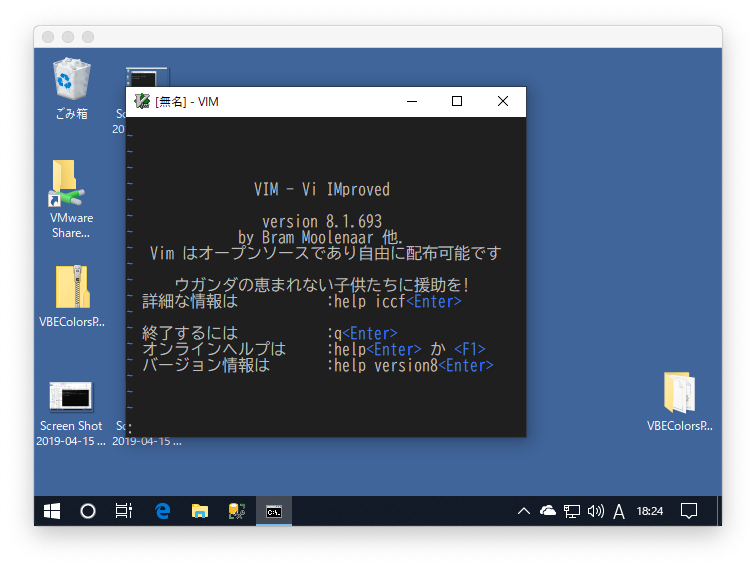 ごみ箱
Sc
20
VMware
Share...
VBEColorsP...
Screen Shot
2019-04-15 ...
Sc
2019-04-15 ...
[無名] - VIM
~
~
~
~
VIM - Vi IMproved
~
~
version 8.1.693
~
by Bram Moolenaar 他.
~
Vim はオープンソースであり自由に配布可能です
~
~
ウガンダの恵まれない子供たちに援助を!
~
詳細な情報は :help iccf<Enter>
~
~
終了するには :q<Enter>
~
オンラインヘルプは :help<Enter> か <F1>
~
バージョン情報は :help version8<Enter>
~
~
~
:
VBEColorsP...
C:\.
A
18:24